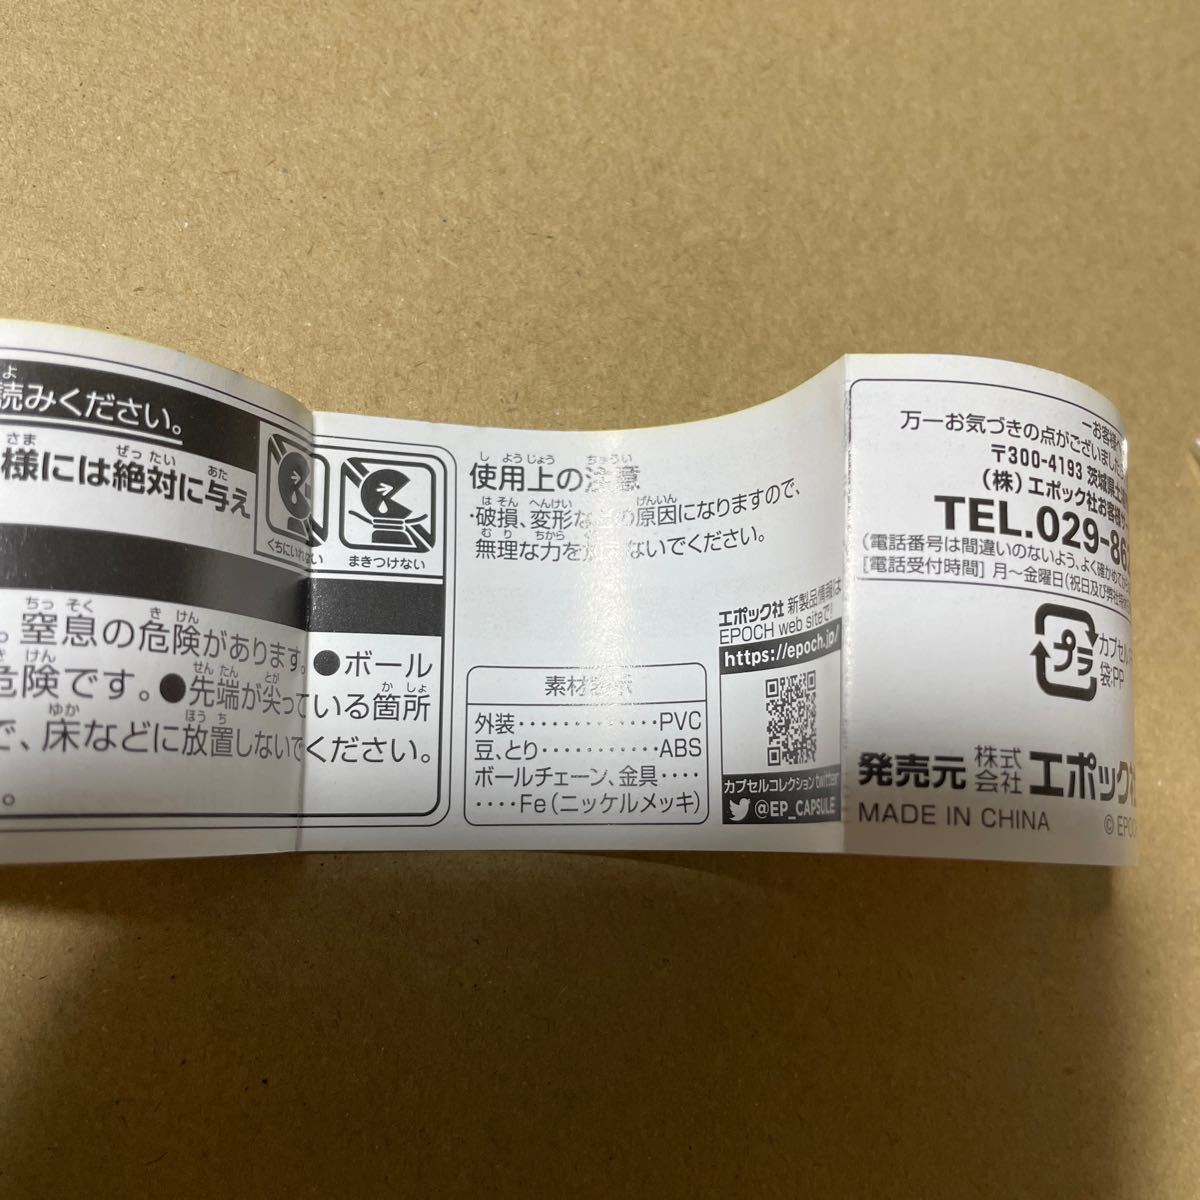 読みください。
様には絶対に与え
くちにいれない
まきつけない
。窒息の危険があります。●ボール
危険です。●先端が尖っている箇所
で、床などに放置しないでください。
。
使用上の注意
・破損、変形な の原因になりますので、
無理な力を ないでください。
素材表示
外装・・・・・・・・・・・PVC
豆、とり・・・・・・・・・ABS
ボールチェーン、金具・・・・
・・・・Fe(ニッケルメッキ)
エポック社 新製品情報は
EPOCH web siteで!
https://epoch.jp/
カプセルコレクションtwitter
@EP_CAPSULE
ーお客様へ
万一お気づきの点がございましたら
〒300-4193 茨城県土
(株)エポック社お客様サ
TEL.029-86
(電話番号は間違いのないよう、よく確かめて
[電話受付時間] 月〜金曜日(祝日及び弊社
プラ
カプセル
袋:PP
発売元 株式会社 エポック社
MADE IN CHINA
© EPOCH